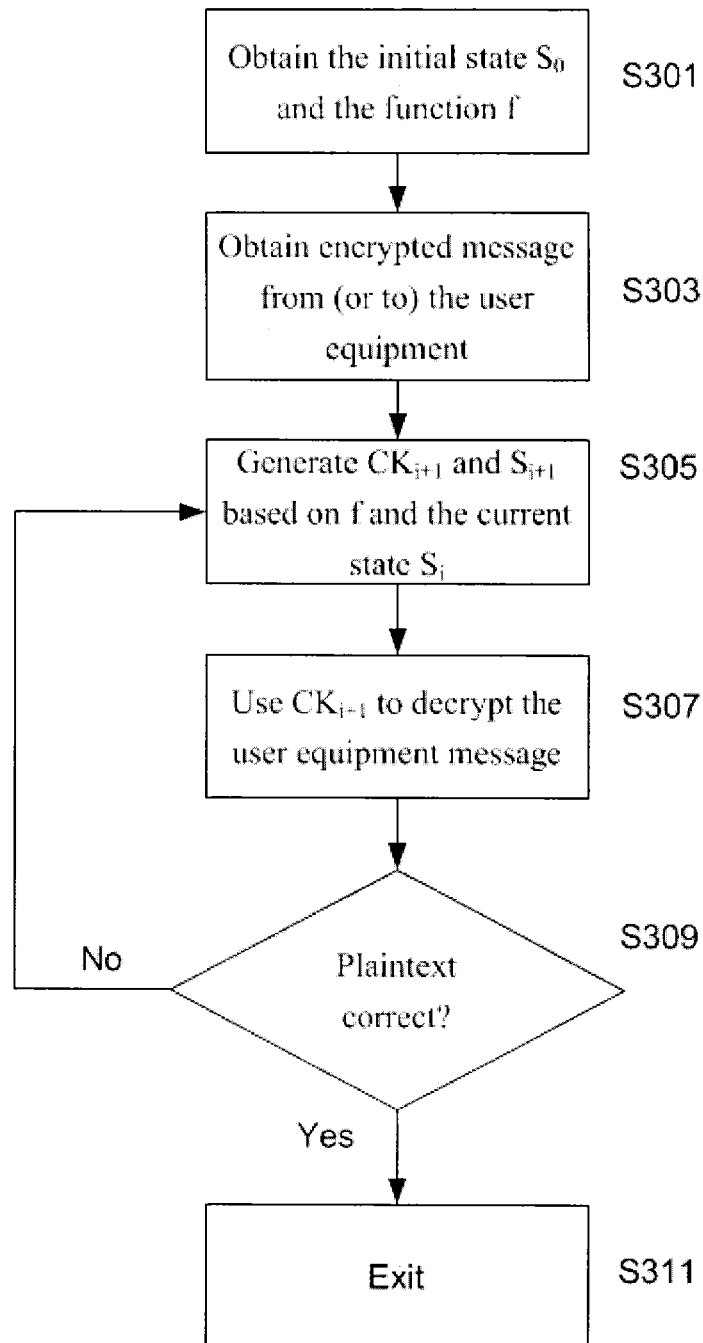 Obtain the initial state S₀
and the function f
S301
Obtain encrypted message
from (or to) the user
equipment
S303
Generate CKᵢ₊₁ and Sᵢ₊₁
based on f and the current
state Sᵢ
S305
Use CKᵢ₊₁ to decrypt the
user equipment message
S307
Plaintext
correct?
S309
No
Yes
Exit
S311